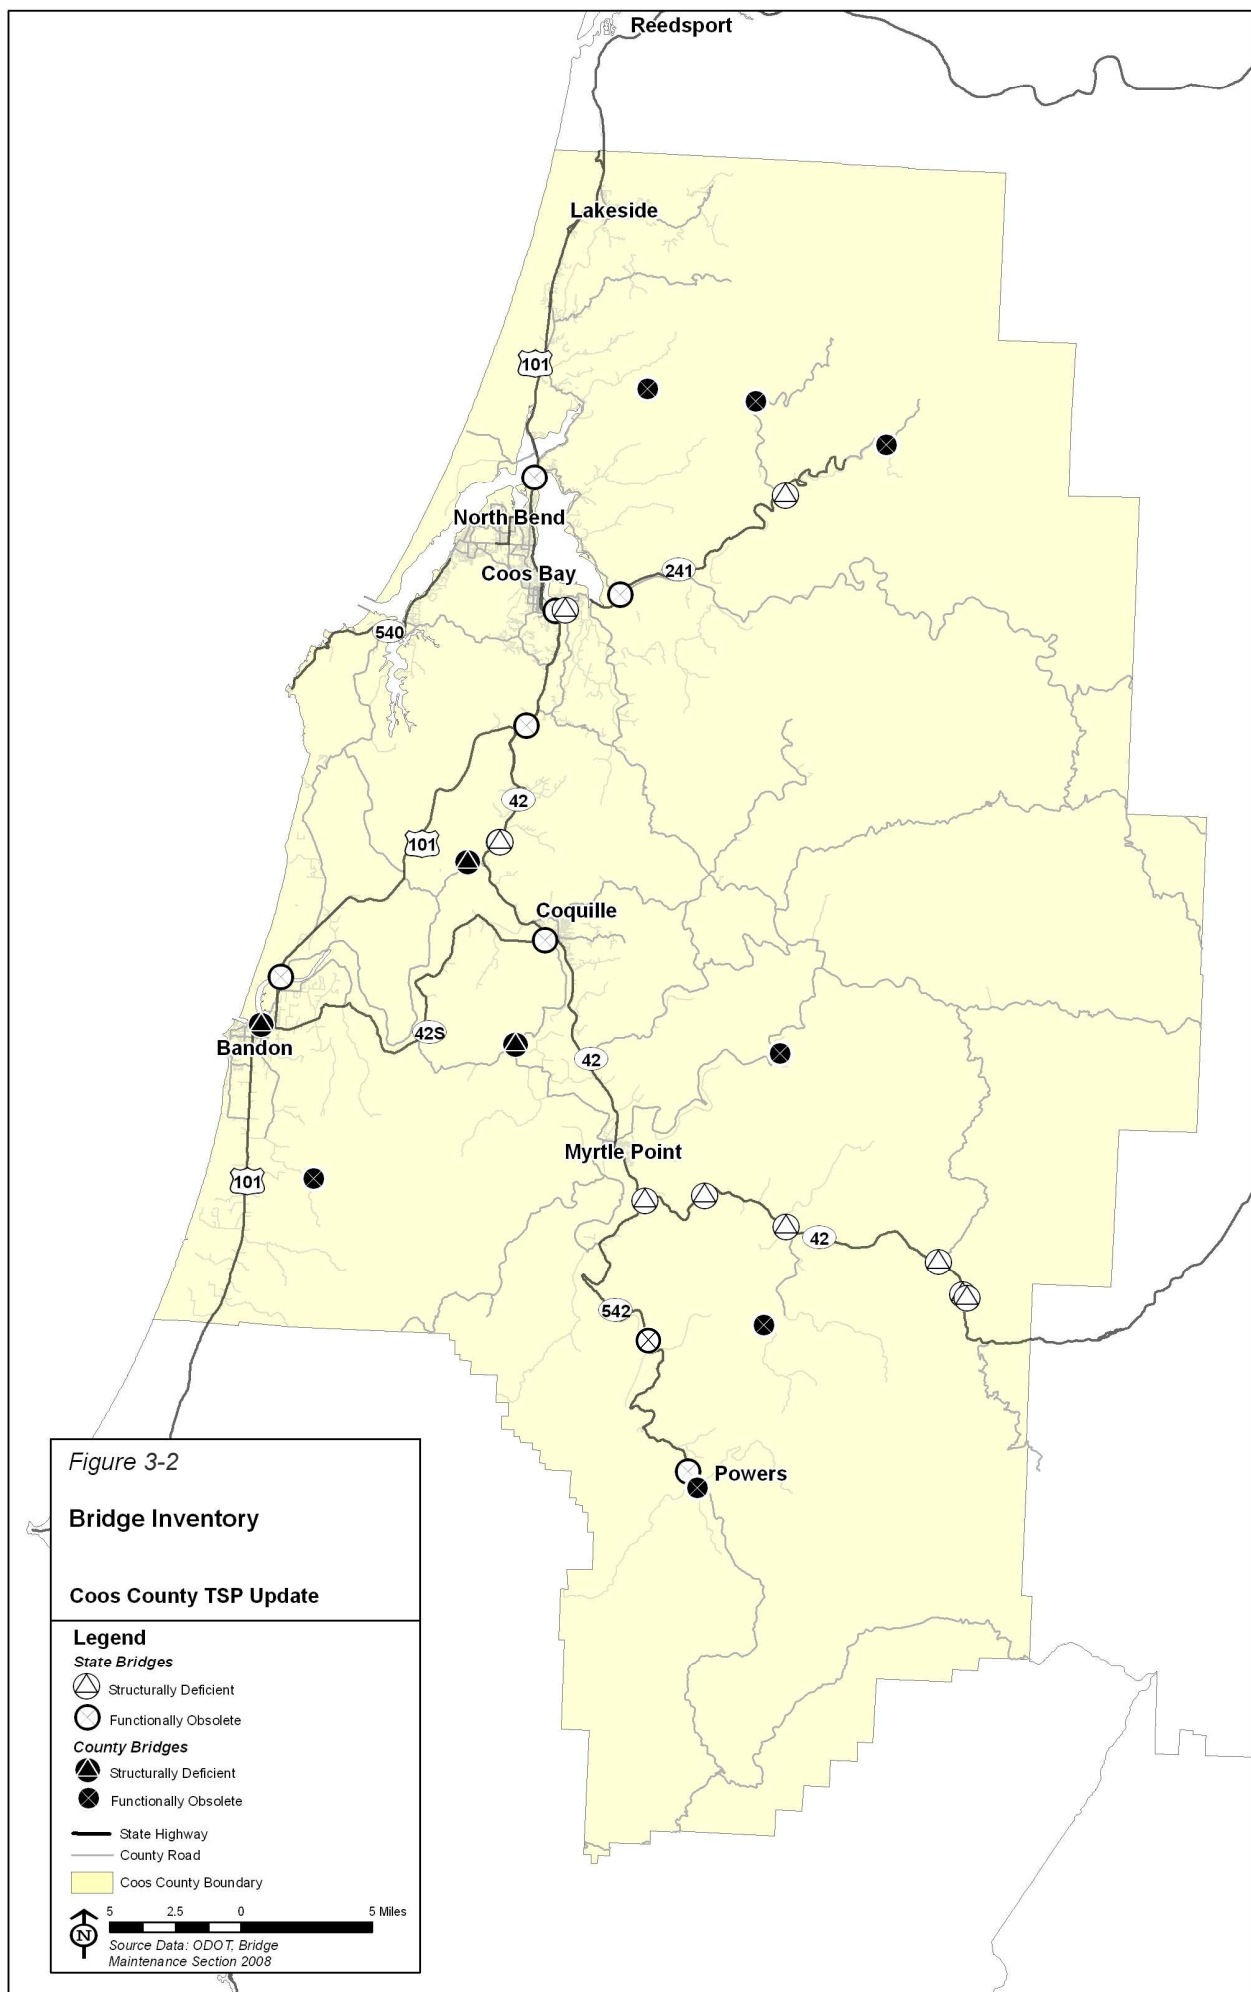 Reedsport
Lakeside
101
North Bend
Coos Bay
241
540
42
101
Coquille
42S
Bandon
42
Myrtle Point
101
42
542
Powers
Figure 3-2
Bridge Inventory
Coos County TSP Update
Legend
State Bridges
Structurally Deficient
Functionally Obsolete
County Bridges
Structurally Deficient
Functionally Obsolete
State Highway
County Road
Coos County Boundary
N
5 2.5 0 5 Miles
Source Data: ODOT, Bridge
Maintenance Section 2008